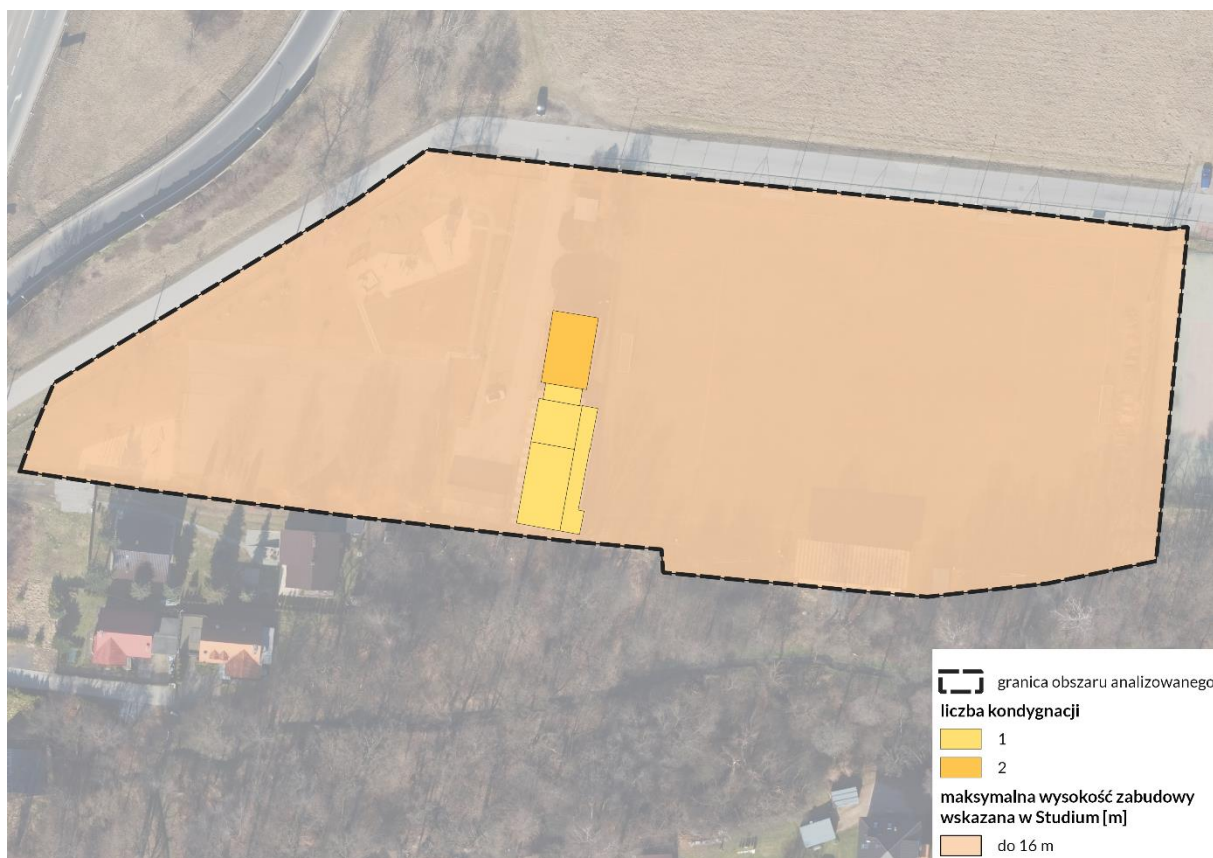 granica obszaru analizowanego
liczba kondygnacji
1
2
maksymalna wysokość zabudowy
wskazana w Studium [m]
do 16 m